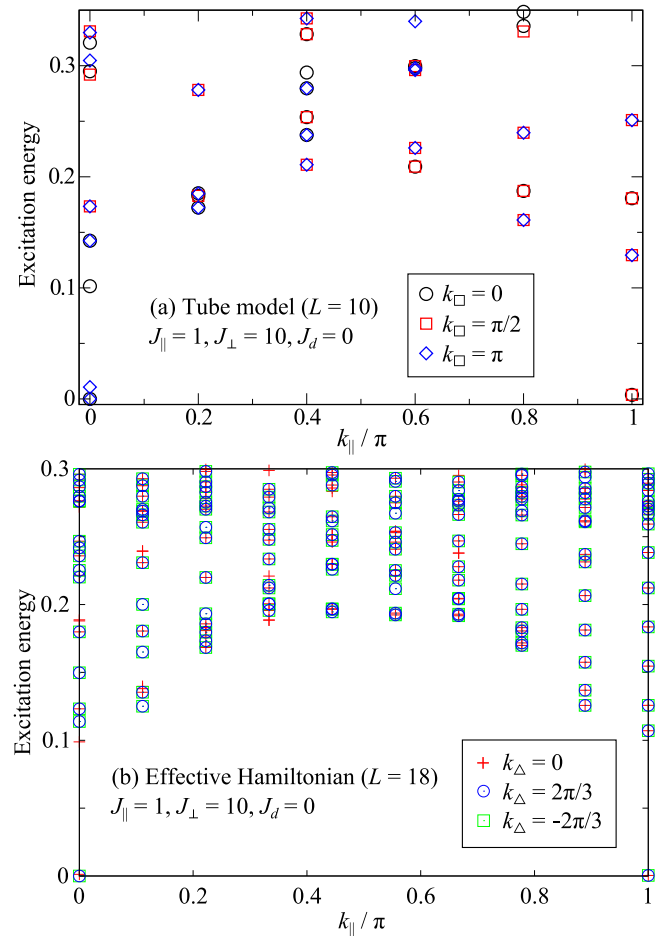 0.3
0.2
0.1
0
Excitation energy
(a) Tube model (L = 10)
J∥ = 1, J⊥ = 10, Jd = 0
k□ = 0
k□ = π/2
k□ = π
0 0.2 0.4 0.6 0.8 1
k∥ / π
0.3
0.2
0.1
0
Excitation energy
(b) Effective Hamiltonian (L = 18)
J∥ = 1, J⊥ = 10, Jd = 0
k△ = 0
k△ = 2π/3
k△ = -2π/3
0 0.2 0.4 0.6 0.8 1
k∥ / π